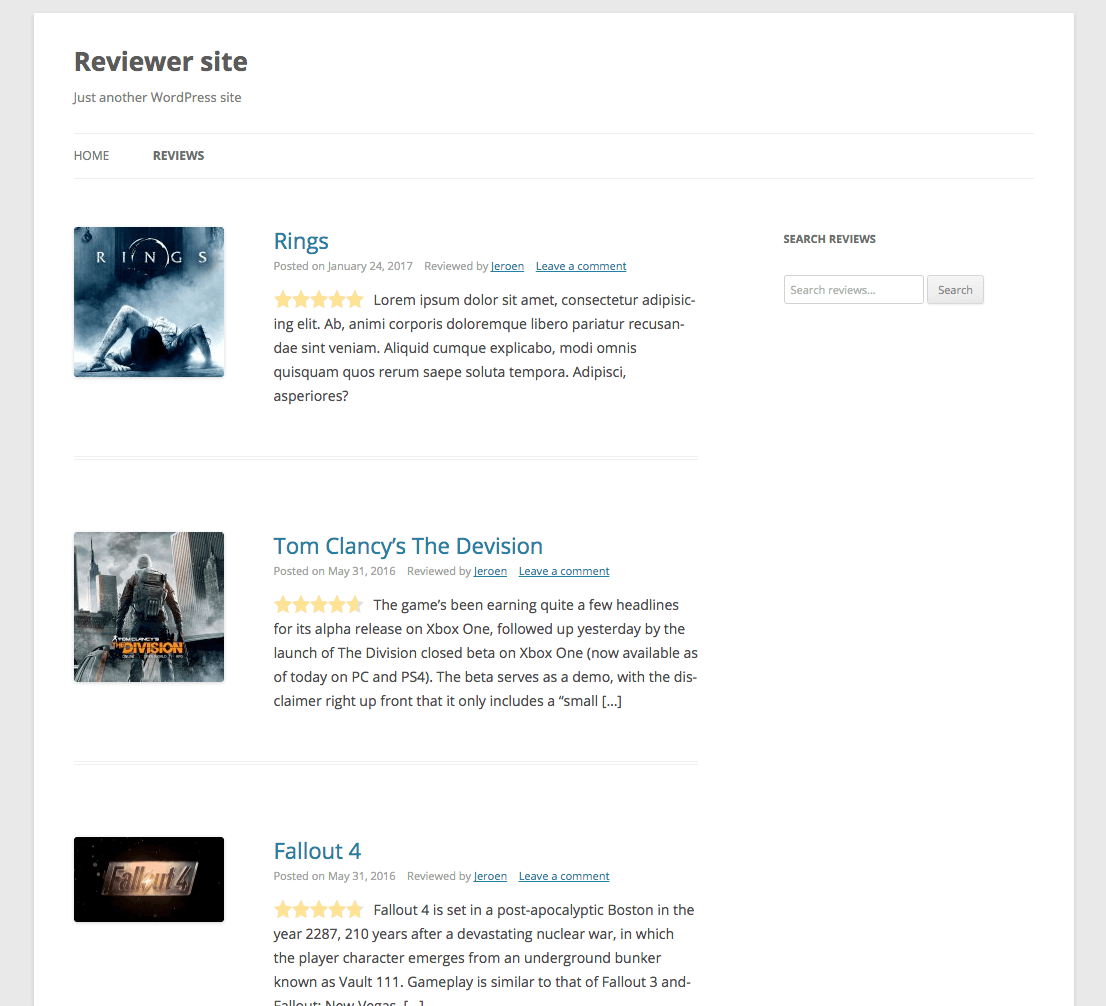 Reviewer site
Just another WordPress site
HOME REVIEWS
RINGS
Rings
Posted on January 24, 2017 Reviewed by Jeroen Leave a comment
Lorem ipsum dolor sit amet, consectetur adipisic-
ing elit. Ab, animi corporis doloremque libero pariatur recusan-
dae sint veniam. Aliquid cumque explicabo, modi omnis
quisquam quos rerum saepe soluta tempora. Adipisci,
asperiores?
SEARCH REVIEWS
Search reviews...
Search
TOM CLANCY'S
THE DIVISION
Tom Clancy’s The Devision
Posted on May 31, 2016 Reviewed by Jeroen Leave a comment
The game’s been earning quite a few headlines
for its alpha release on Xbox One, followed up yesterday by the
launch of The Division closed beta on Xbox One (now available as
of today on PC and PS4). The beta serves as a demo, with the dis-
claimer right up front that it only includes a “small [...]
Fallout 4
Fallout 4
Posted on May 31, 2016 Reviewed by Jeroen Leave a comment
Fallout 4 is set in a post-apocalyptic Boston in the
year 2287, 210 years after a devastating nuclear war, in which
the player character emerges from an underground bunker
known as Vault 111. Gameplay is similar to that of Fallout 3 and-
Fallout: New Vegas. [...]